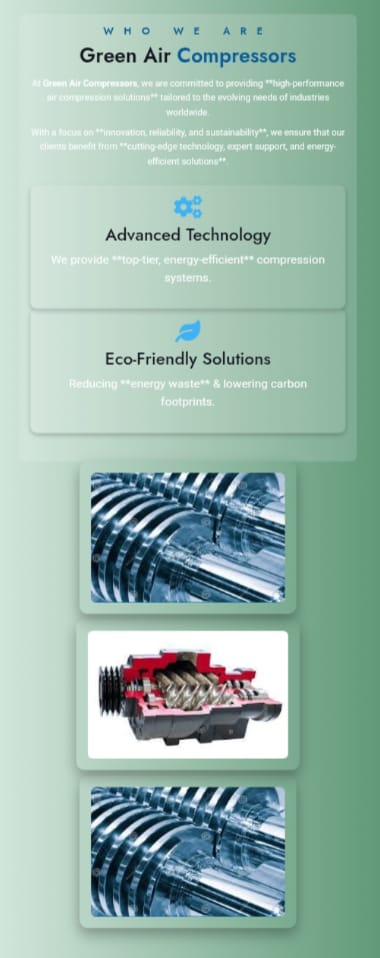 WHO WE ARE
Green Air Compressors
At Green Air Compressors, we are committed to providing **high-performance
air compression solutions** tailored to the evolving needs of industries
worldwide.
With a focus on **innovation, reliability, and sustainability**, we ensure that our
clients benefit from **cutting-edge technology, expert support, and energy-
efficient solutions**.
Advanced Technology
We provide **top-tier, energy-efficient** compression
systems.
Eco-Friendly Solutions
Reducing **energy waste** & lowering carbon
footprints.